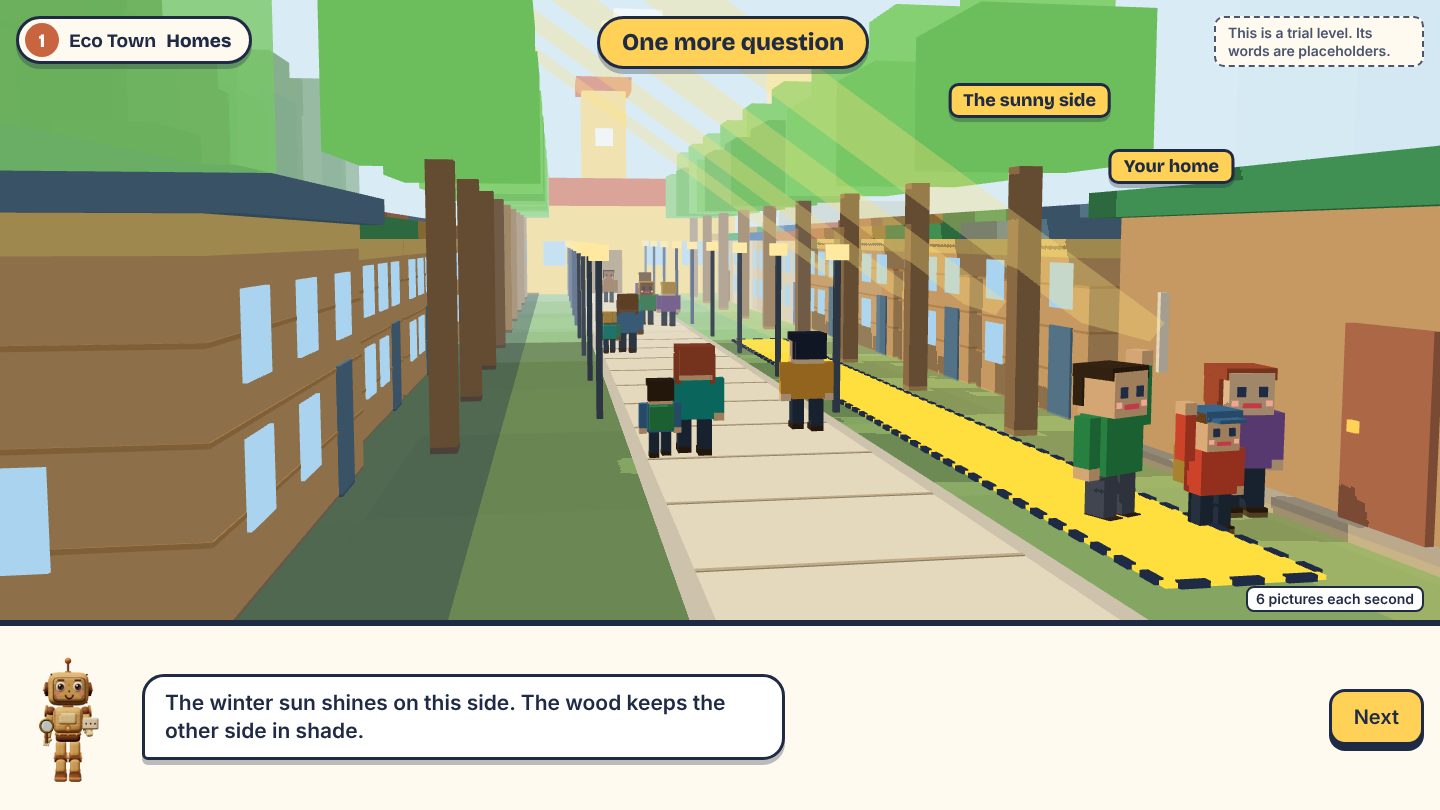 1 Eco Town Homes
One more question
This is a trial level. Its
words are placeholders.
The sunny side
Your home
6 pictures each second
The winter sun shines on this side. The wood keeps the
other side in shade.
Next